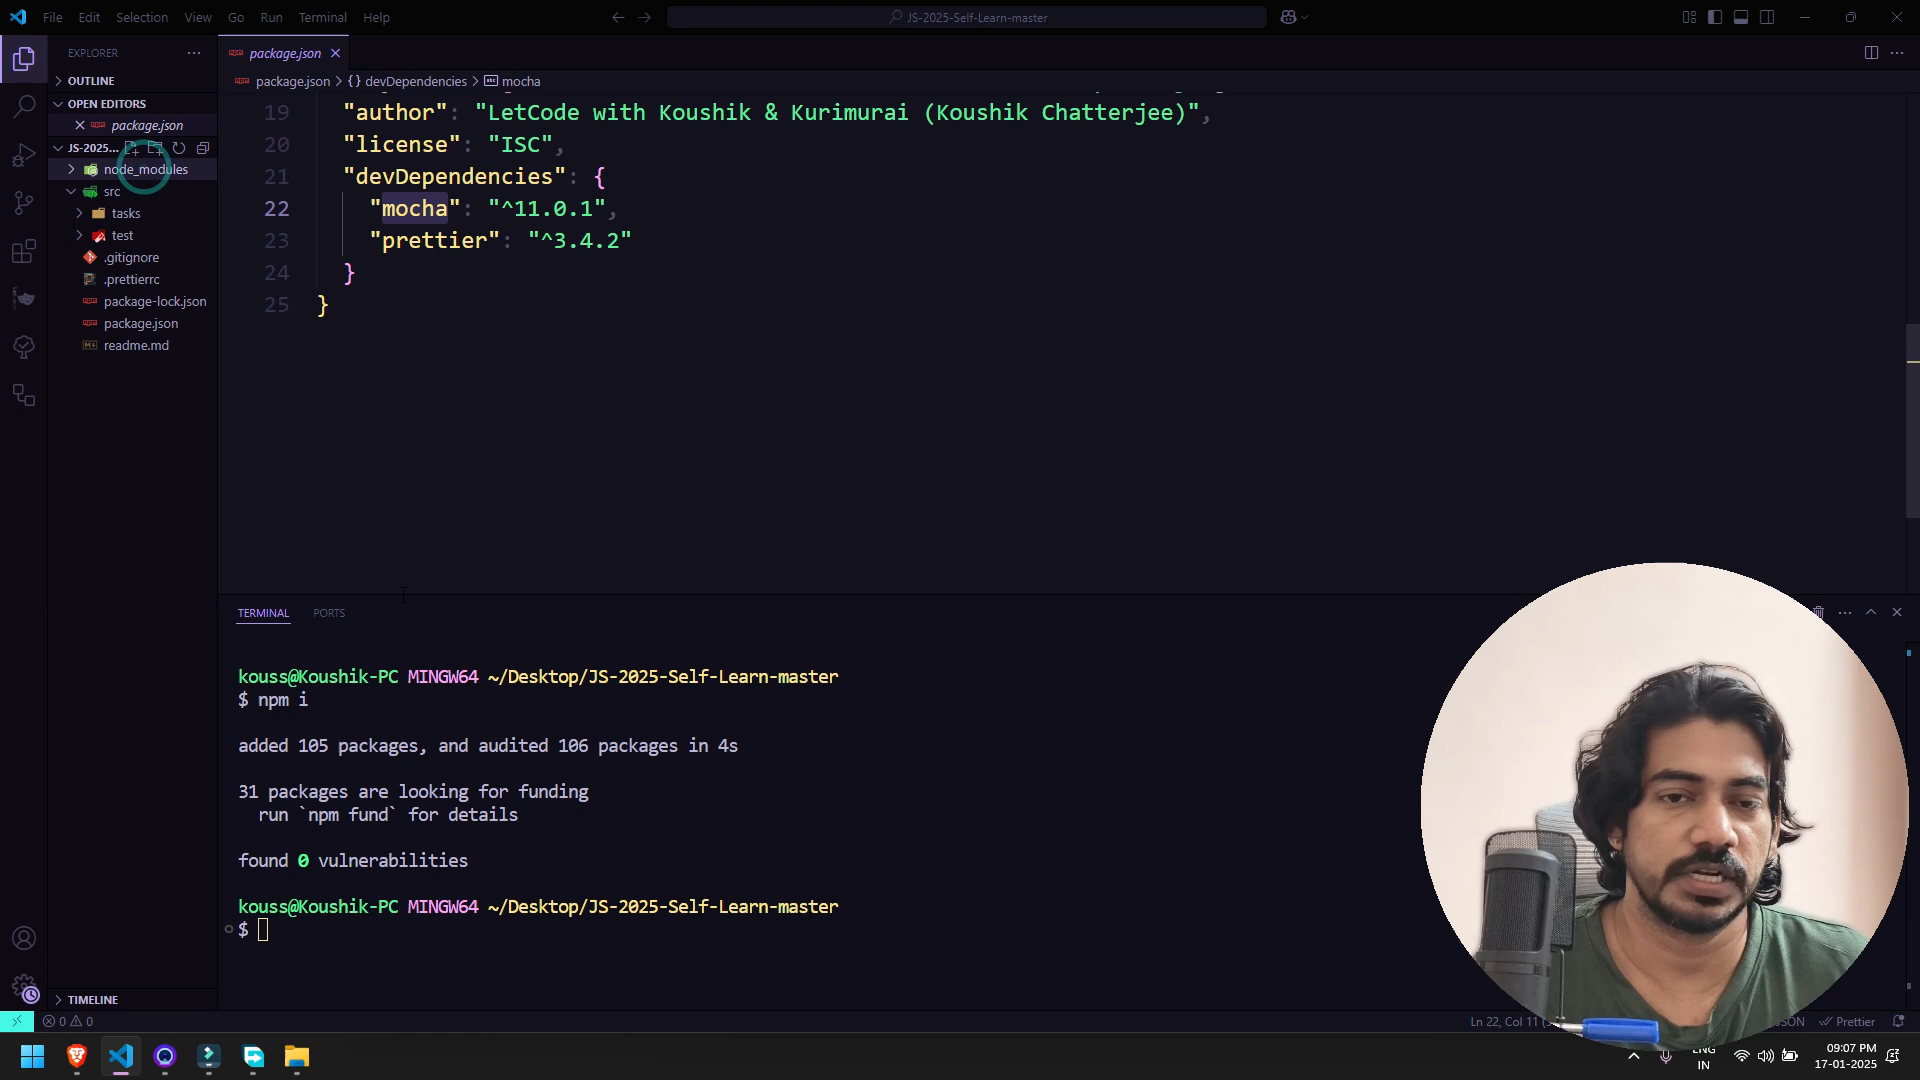 File Edit Selection View Go Run Terminal Help
JS-2025-Self-Learn-master
EXPLORER
OUTLINE
OPEN EDITORS
package.json
JS-2025...
node_modules
src
tasks
test
.gitignore
.prettierrc
package-lock.json
package.json
readme.md
TIMELINE
package.json
package.json > {} devDependencies > mocha
19 "author": "LetCode with Koushik & Kurimurai (Koushik Chatterjee)",
20 "license": "ISC",
21 "devDependencies": {
22 "mocha": "^11.0.1",
23 "prettier": "^3.4.2"
24 }
25 }
TERMINAL PORTS
kouss@Koushik-PC MINGW64 ~/Desktop/JS-2025-Self-Learn-master
$ npm i
added 105 packages, and audited 106 packages in 4s
31 packages are looking for funding
run `npm fund` for details
found 0 vulnerabilities
kouss@Koushik-PC MINGW64 ~/Desktop/JS-2025-Self-Learn-master
$
0 0
Ln 22, Col 11
Prettier
ENG
IN
09:07 PM
17-01-2025